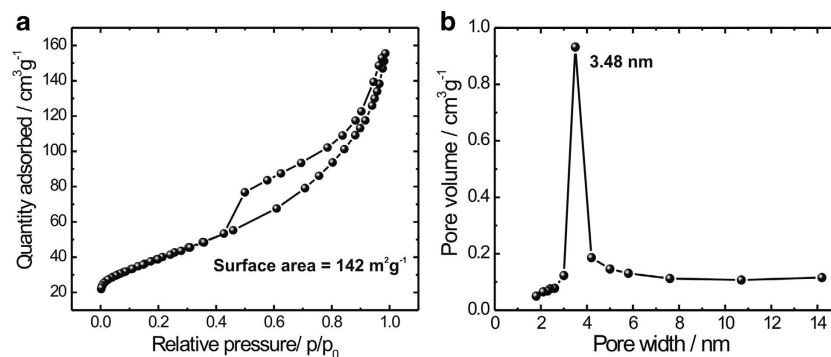 a
160
140
120
100
80
60
40
20
Quantity adsorbed / cm³g⁻¹
Surface area = 142 m²g⁻¹
0.0 0.2 0.4 0.6 0.8 1.0
Relative pressure/ p/p₀
b
1.0
0.8
0.6
0.4
0.2
0.0
Pore volume / cm³g⁻¹
3.48 nm
2 4 6 8 10 12 14
Pore width / nm